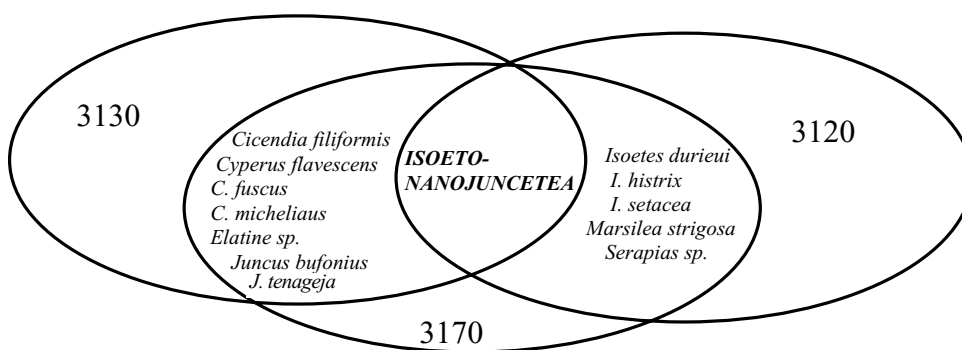 3130
Cicendia filiformis
Cyperus flavescens
C. fuscus
C. micheliaus
Elatine sp.
Juncus bufonius
J. tenageja
ISOETO-
NANOJUNCETEA
Isoetes durieui
I. histrix
I. setacea
Marsilea strigosa
Serapias sp.
3120
3170